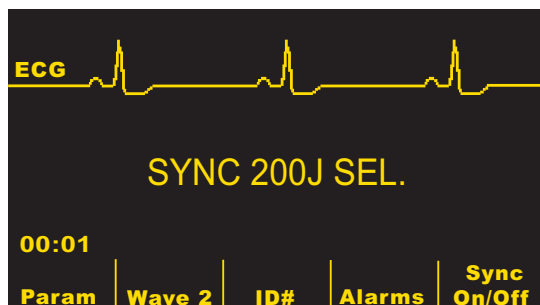 ECG
SYNC 200J SEL.
00:01
Param Wave 2 ID# Alarms Sync On/Off